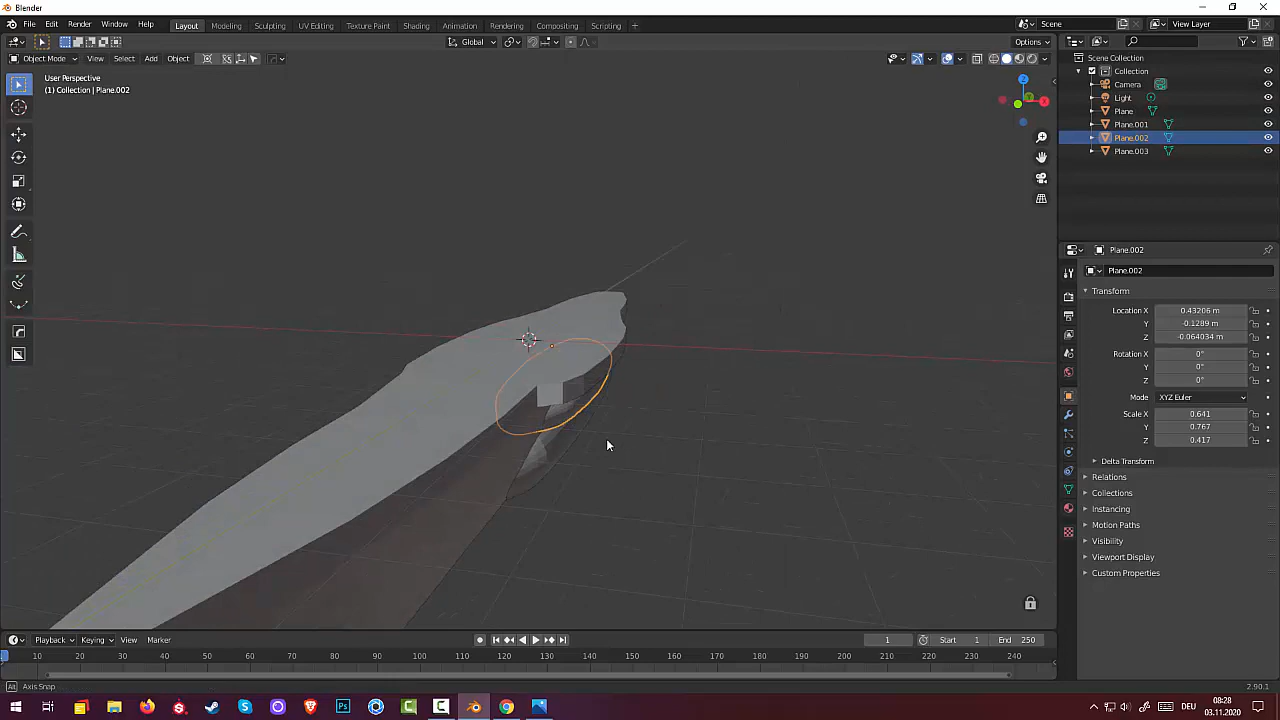 Blender
File Edit Render Window Help
Layout Modeling Sculpting UV Editing Texture Paint Shading Animation Rendering Compositing Scripting +
Scene
View Layer
Global
Options
Object Mode View Select Add Object
User Perspective
(1) Collection | Plane.002
Scene Collection
Collection
Camera
Light
Plane
Plane.001
Plane.002
Plane.003
Plane.002
Plane.002
Transform
Location X 0.43206 m
Y -0.1289 m
Z -0.064034 m
Rotation X 0°
Y 0°
Z 0°
Mode XYZ Euler
Scale X 0.641
Y 0.767
Z 0.417
Delta Transform
Relations
Collections
Instancing
Motion Paths
Visibility
Viewport Display
Custom Properties
Playback Keying View Marker
1 Start 1 End 250
10 20 30 40 50 60 70 80 90 100 110 120 130 140 150 160 170 180 190 200 210 220 230 240
Axis Snap
2.90.1
DEU
08:28
03.11.2020